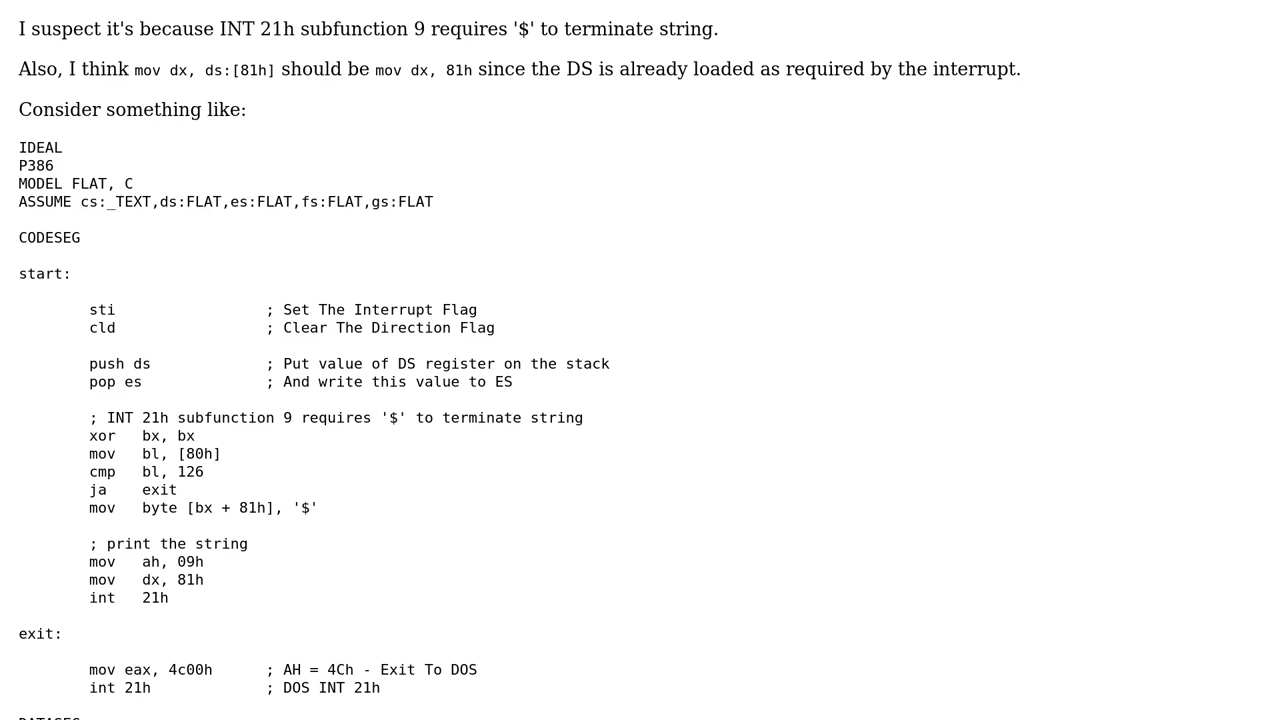 I suspect it's because INT 21h subfunction 9 requires '$' to terminate string.
Also, I think mov dx, ds:[81h] should be mov dx, 81h since the DS is already loaded as required by the interrupt.
Consider something like:
IDEAL
P386
MODEL FLAT, C
ASSUME cs:_TEXT,ds:FLAT,es:FLAT,fs:FLAT,gs:FLAT
CODESEG
start:
sti ; Set The Interrupt Flag
cld ; Clear The Direction Flag
push ds ; Put value of DS register on the stack
pop es ; And write this value to ES
; INT 21h subfunction 9 requires '$' to terminate string
xor bx, bx
mov bl, [80h]
cmp bl, 126
ja exit
mov byte [bx + 81h], '$'
; print the string
mov ah, 09h
mov dx, 81h
int 21h
exit:
mov eax, 4c00h ; AH = 4Ch - Exit To DOS
int 21h ; DOS INT 21h